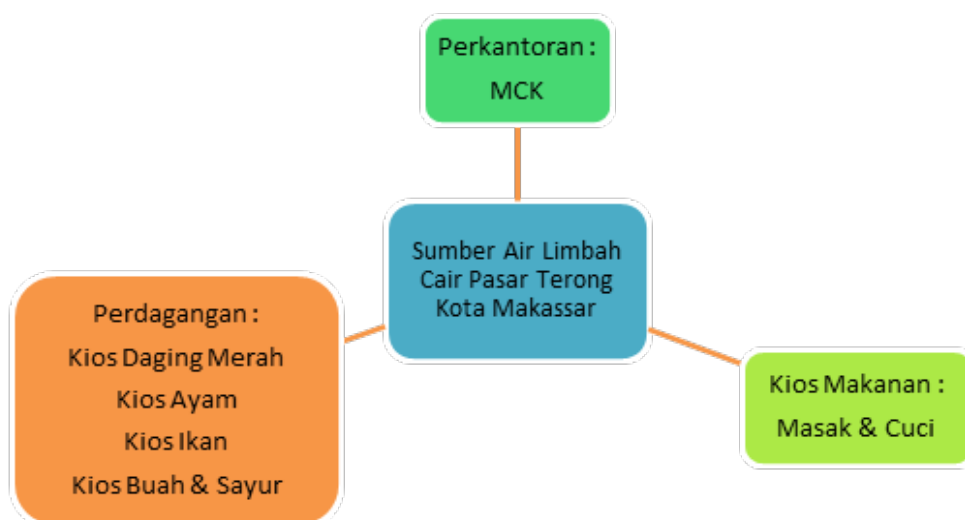 Perkantoran :
MCK
Sumber Air Limbah
Cair Pasar Terong
Kota Makassar
Perdagangan :
Kios Daging Merah
Kios Ayam
Kios Ikan
Kios Buah & Sayur
Kios Makanan :
Masak & Cuci